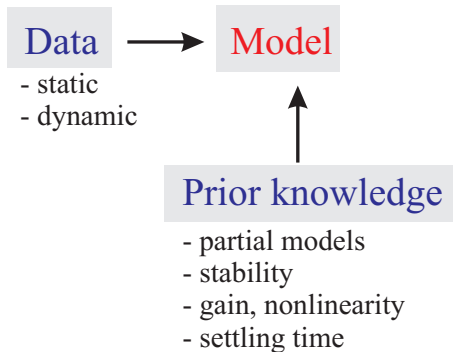 Data
Model
- static
- dynamic
Prior knowledge
- partial models
- stability
- gain, nonlinearity
- settling time